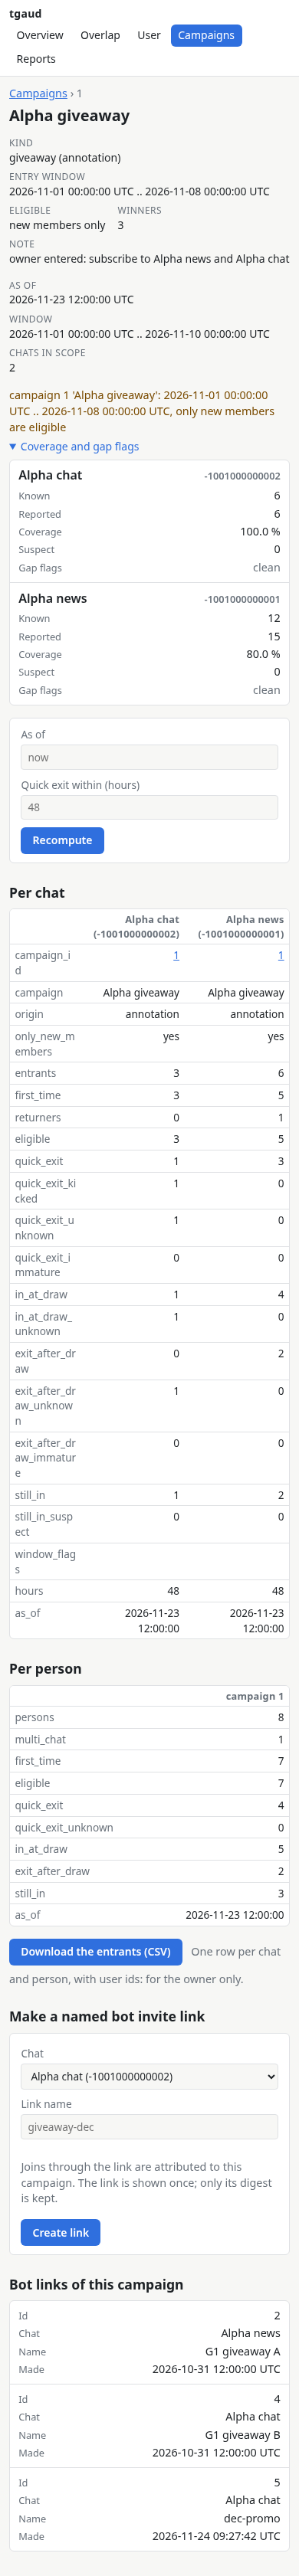 tgaud
Overview Overlap User Campaigns
Reports
Campaigns › 1
Alpha giveaway
KIND
giveaway (annotation)
ENTRY WINDOW
2026-11-01 00:00:00 UTC .. 2026-11-08 00:00:00 UTC
ELIGIBLE WINNERS
new members only 3
NOTE
owner entered: subscribe to Alpha news and Alpha chat
AS OF
2026-11-23 12:00:00 UTC
WINDOW
2026-11-01 00:00:00 UTC .. 2026-11-10 00:00:00 UTC
CHATS IN SCOPE
2
campaign 1 'Alpha giveaway': 2026-11-01 00:00:00
UTC .. 2026-11-08 00:00:00 UTC, only new members
are eligible
▼ Coverage and gap flags
Alpha chat -1001000000002
Known 6
Reported 6
Coverage 100.0 %
Suspect 0
Gap flags clean
Alpha news -1001000000001
Known 12
Reported 15
Coverage 80.0 %
Suspect 0
Gap flags clean
As of
now
Quick exit within (hours)
48
Recompute
Per chat
Alpha chat Alpha news
(-1001000000002) (-1001000000001)
campaign_i 1 1
d
campaign Alpha giveaway Alpha giveaway
origin annotation annotation
only_new_m yes yes
embers
entrants 3 6
first_time 3 5
returners 0 1
eligible 3 5
quick_exit 1 3
quick_exit_ki 1 0
cked
quick_exit_u 1 0
nknown
quick_exit_i 0 0
mmature
in_at_draw 1 4
in_at_draw_ 1 0
unknown
exit_after_dr 0 2
aw
exit_after_dr 1 0
aw_unknow
n
exit_after_dr 0 0
aw_immatur
e
still_in 1 2
still_in_susp 0 0
ect
window_flag
s
hours 48 48
as_of 2026-11-23 2026-11-23
12:00:00 12:00:00
Per person
campaign 1
persons 8
multi_chat 1
first_time 7
eligible 7
quick_exit 4
quick_exit_unknown 0
in_at_draw 5
exit_after_draw 2
still_in 3
as_of 2026-11-23 12:00:00
Download the entrants (CSV) One row per chat
and person, with user ids: for the owner only.
Make a named bot invite link
Chat
Alpha chat (-1001000000002)
Link name
giveaway-dec
Joins through the link are attributed to this
campaign. The link is shown once; only its digest
is kept.
Create link
Bot links of this campaign
Id 2
Chat Alpha news
Name G1 giveaway A
Made 2026-10-31 12:00:00 UTC
Id 4
Chat Alpha chat
Name G1 giveaway B
Made 2026-10-31 12:00:00 UTC
Id 5
Chat Alpha chat
Name dec-promo
Made 2026-11-24 09:27:42 UTC